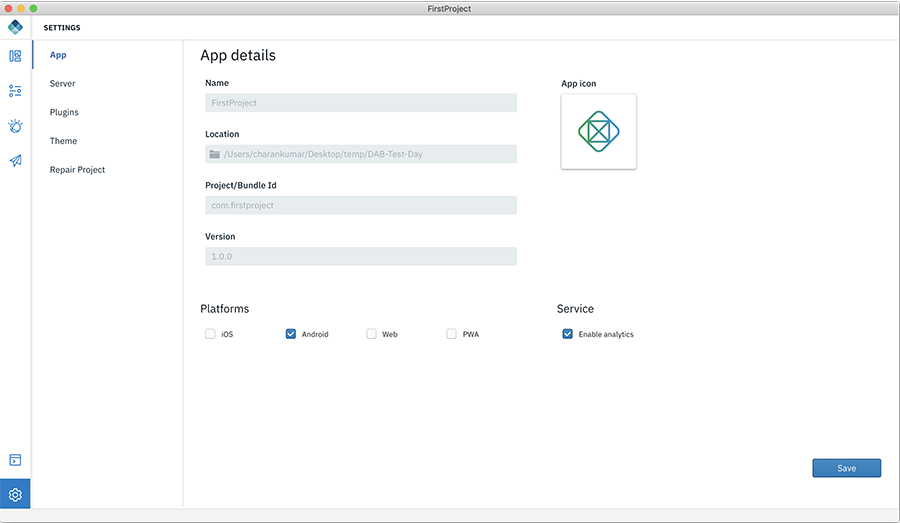 FirstProject
SETTINGS
App
Server
Plugins
Theme
Repair Project
App details
Name
FirstProject
Location
/Users/charankumar/Desktop/temp/DAB-Test-Day
Project/Bundle Id
com.firstproject
Version
1.0.0
App icon
Platforms
iOS
Android
Web
PWA
Service
Enable analytics
Save